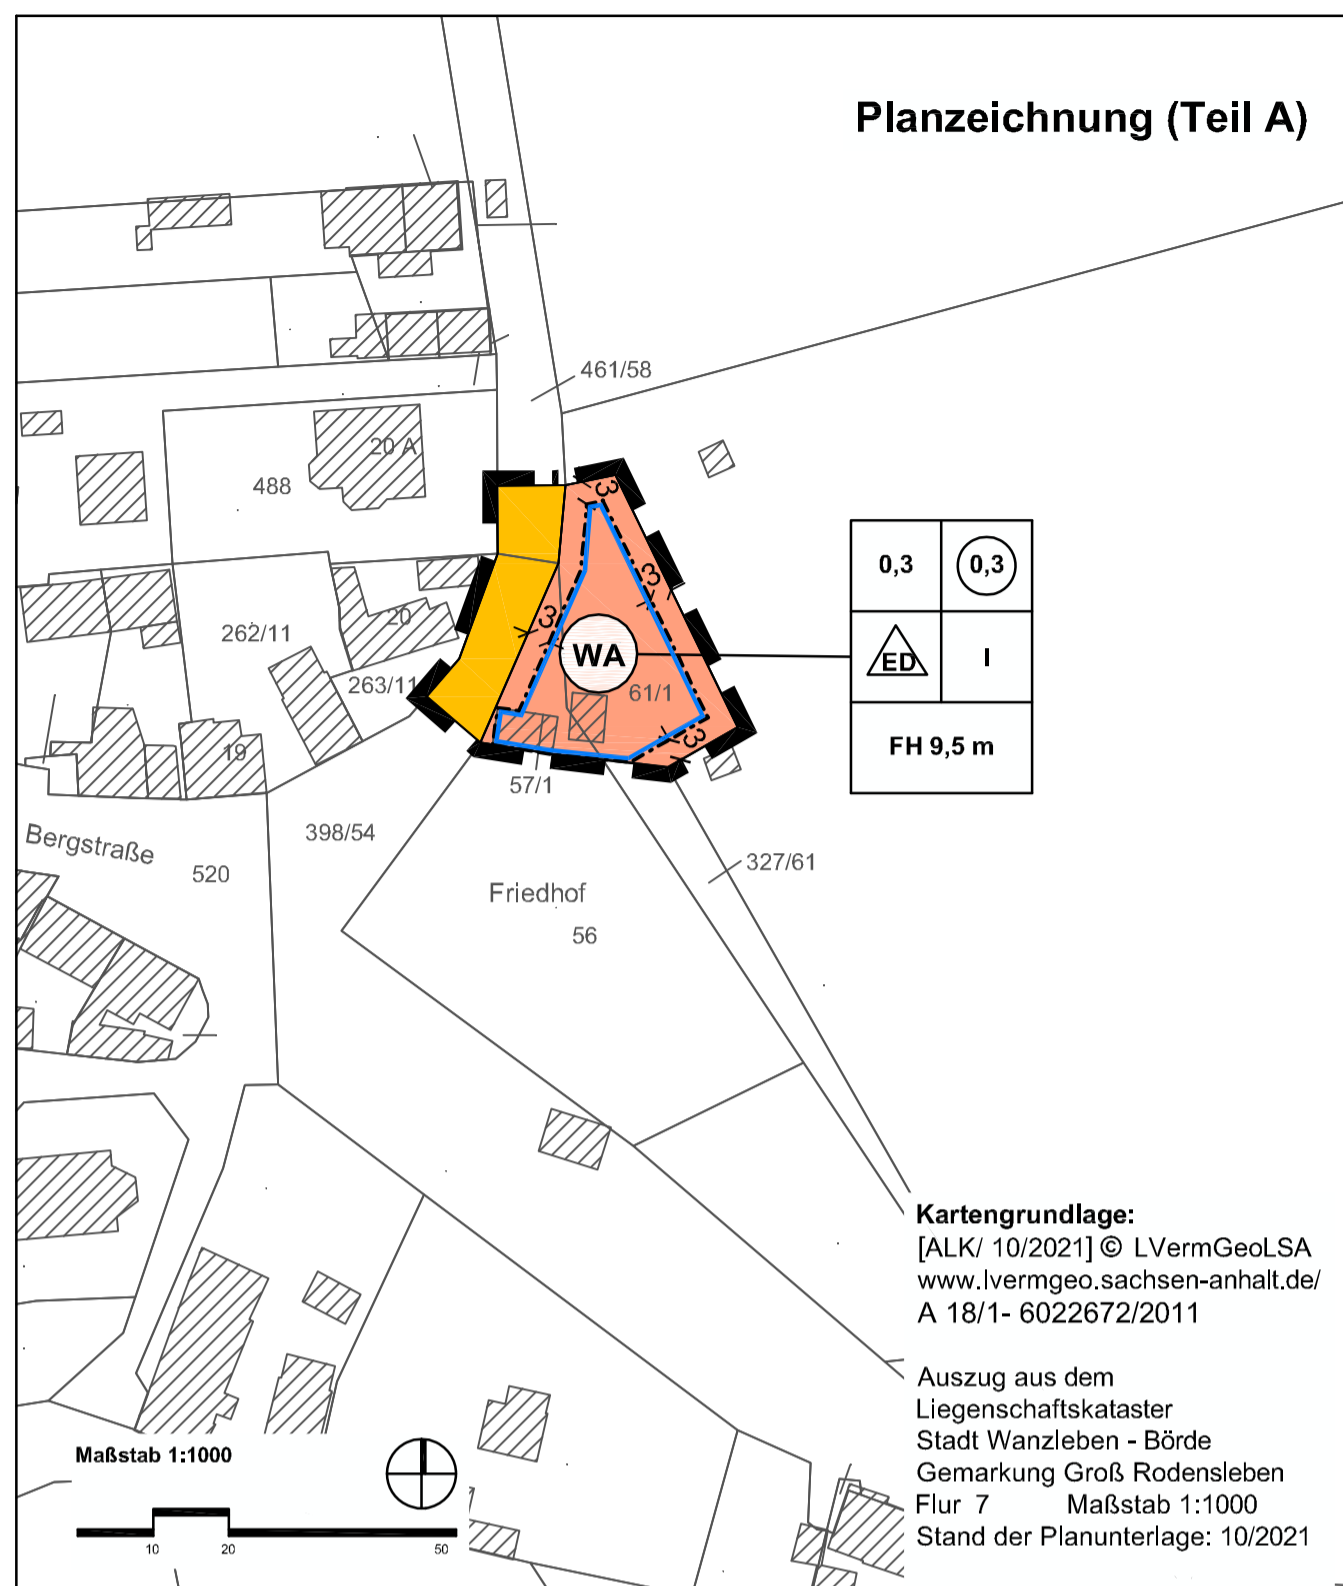 Planzeichnung (Teil A)
461/58
20 A
488
3
3
3
3
0,3
0,3
WA
ED
I
FH 9,5 m
262/11
20
263/11
61/1
19
57/1
398/54
Bergstraße
520
Friedhof
56
327/61
Kartengrundlage:
[ALK/ 10/2021] © LVermGeoLSA
www.lvermgeo.sachsen-anhalt.de/
A 18/1- 6022672/2011
Auszug aus dem
Liegenschaftskataster
Stadt Wanzleben - Börde
Gemarkung Groß Rodensleben
Flur 7 Maßstab 1:1000
Stand der Planunterlage: 10/2021
Maßstab 1:1000
10 20 50